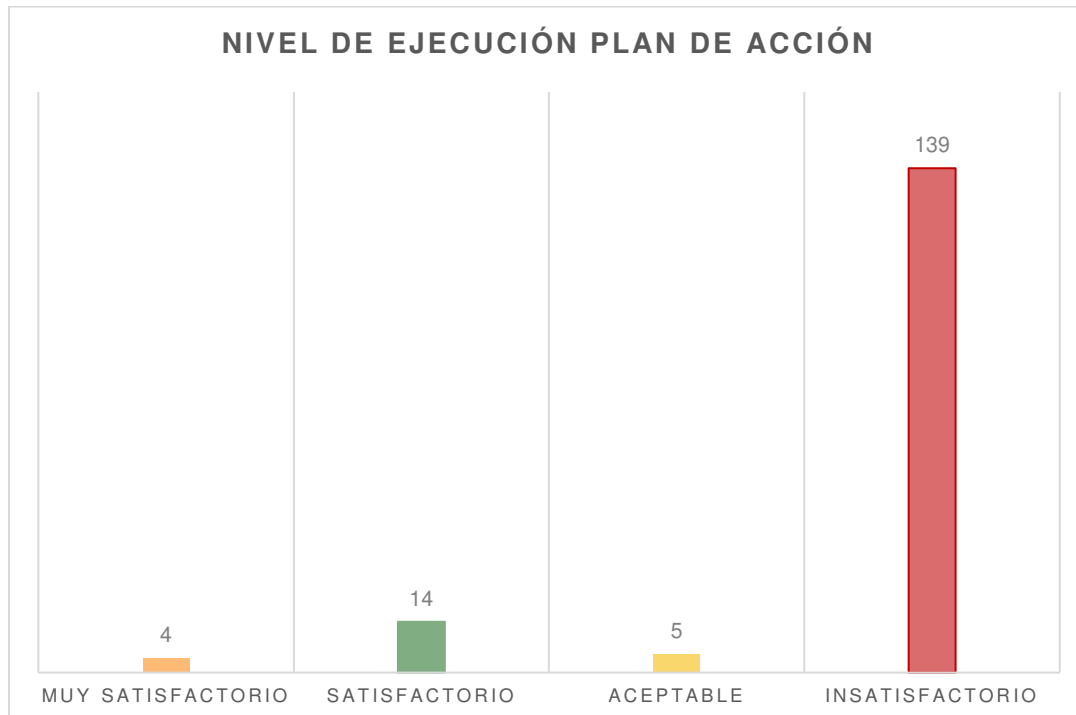 NIVEL DE EJECUCIÓN PLAN DE ACCIÓN
139
14
4
5
MUY SATISFACTORIO
SATISFACTORIO
ACEPTABLE
INSATISFACTORIO